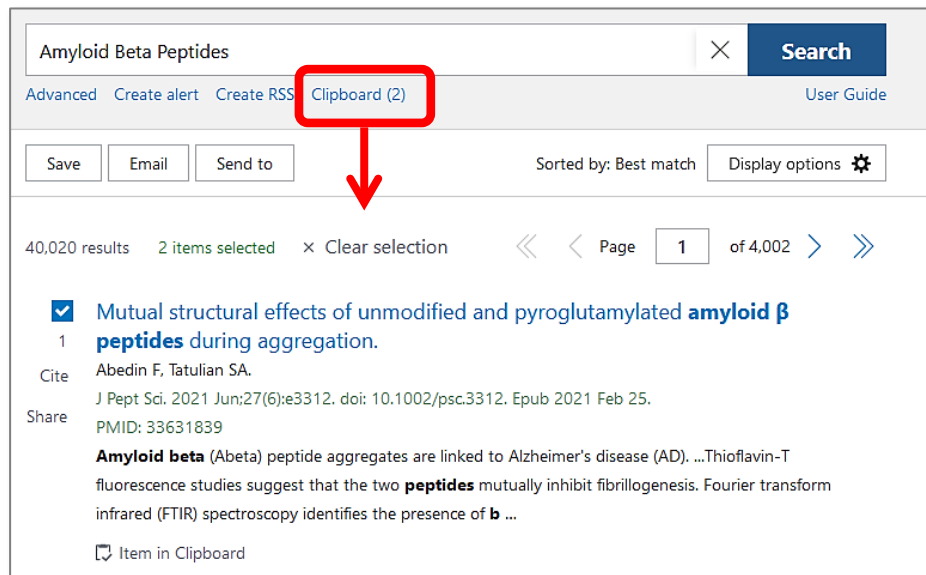 Amyloid Beta Peptides
Search
Advanced Create alert Create RSS Clipboard (2) User Guide
Save Email Send to Sorted by: Best match Display options
40,020 results 2 items selected × Clear selection Page 1 of 4,002
Mutual structural effects of unmodified and pyroglutamylated amyloid β
1 peptides during aggregation.
Cite Abedin F, Tatulian SA.
J Pept Sci. 2021 Jun;27(6):e3312. doi: 10.1002/psc.3312. Epub 2021 Feb 25.
Share
PMID: 33631839
Amyloid beta (Abeta) peptide aggregates are linked to Alzheimer's disease (AD). ...Thioflavin-T
fluorescence studies suggest that the two peptides mutually inhibit fibrillogenesis. Fourier transform
infrared (FTIR) spectroscopy identifies the presence of b ...
Item in Clipboard